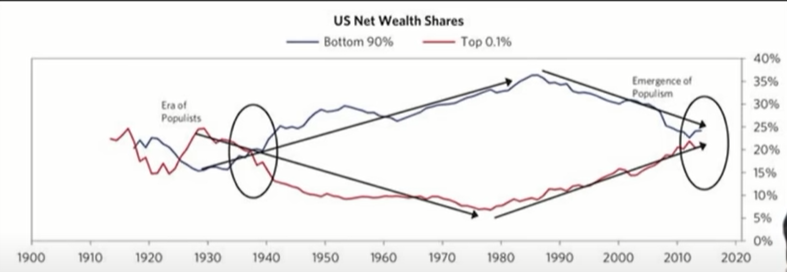 US Net Wealth Shares
Bottom 90% Top 0.1%
40%
Emergence of
Populism
35%
Era of
Populists
30%
25%
20%
15%
10%
5%
0%
1900 1910 1920 1930 1940 1950 1960 1970 1980 1990 2000 2010 2020